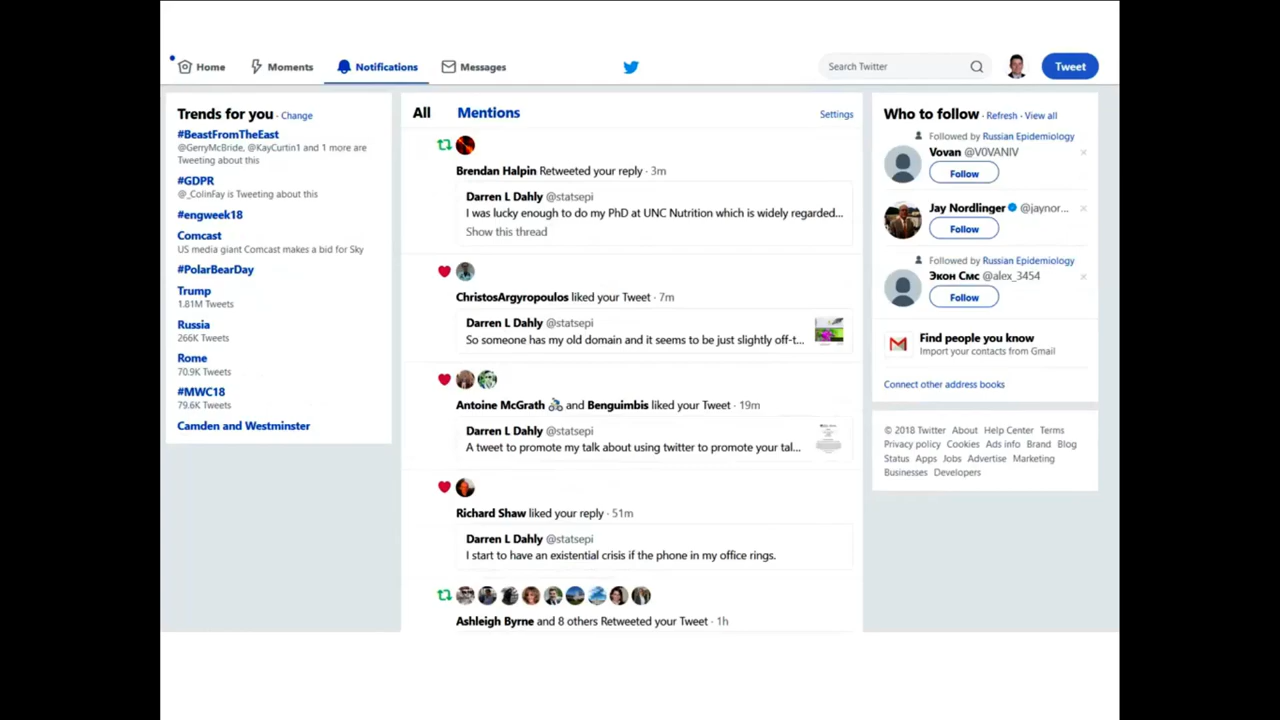 Home Moments Notifications Messages Search Twitter Tweet
Trends for you · Change
#BeastFromTheEast
@GerryMcBride, @KayCurtin1 and 1 more are
Tweeting about this
#GDPR
@_ColinFay is Tweeting about this
#engweek18
Comcast
US media giant Comcast makes a bid for Sky
#PolarBearDay
Trump
1.81M Tweets
Russia
266K Tweets
Rome
70.9K Tweets
#MWC18
79.6K Tweets
Camden and Westminster
All Mentions Settings
Brendan Halpin Retweeted your reply · 3m
Darren L Dahly @statsepi
I was lucky enough to do my PhD at UNC Nutrition which is widely regarded...
Show this thread
ChristosArgyropoulos liked your Tweet · 7m
Darren L Dahly @statsepi
So someone has my old domain and it seems to be just slightly off-t...
Antoine McGrath and Benguimbis liked your Tweet · 19m
Darren L Dahly @statsepi
A tweet to promote my talk about using twitter to promote your tal...
Richard Shaw liked your reply · 51m
Darren L Dahly @statsepi
I start to have an existential crisis if the phone in my office rings.
Ashleigh Byrne and 8 others Retweeted your Tweet · 1h
Who to follow · Refresh · View all
Followed by Russian Epidemiology
Vovan @V0VANIV
Follow
Jay Nordlinger @jaynor...
Follow
Followed by Russian Epidemiology
Экон Смс @alex_3454
Follow
Find people you know
Import your contacts from Gmail
Connect other address books
© 2018 Twitter About Help Center Terms
Privacy policy Cookies Ads info Brand Blog
Status Apps Jobs Advertise Marketing
Businesses Developers